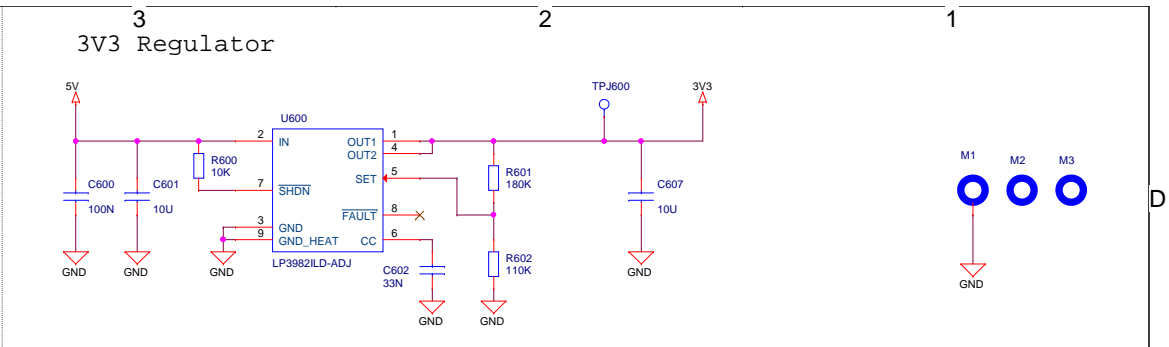 3 2 1
3V3 Regulator
5V TPJ600 3V3
U600
2 IN OUT1 1
OUT2 4
M1 M2 M3
R600
10K
SET 5
R601
180K
C600
100N
C601
10U
7 SHDN
C607
10U
D
FAULT 8
3 GND
9 GND_HEAT CC 6
LP3982ILD-ADJ
C602
33N
R602
110K
GND GND GND GND GND
GND GND